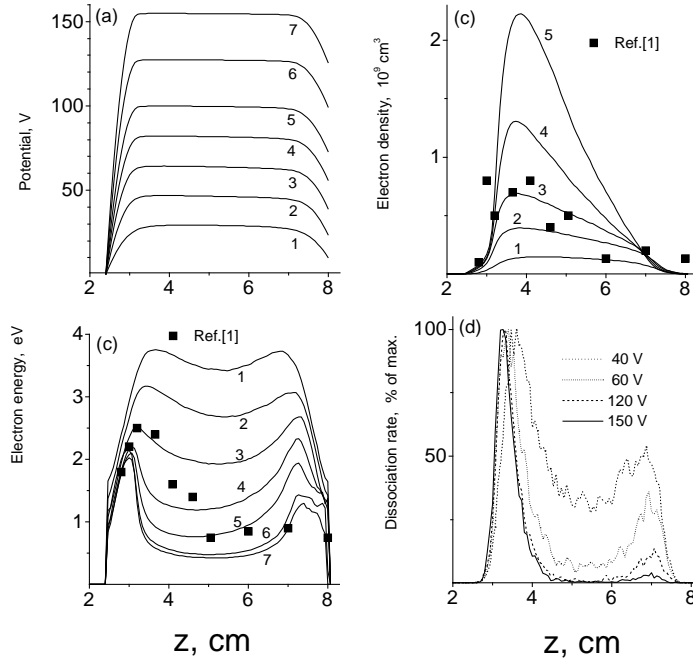 (a)
Potential, V
150
100
50
7
6
5
4
3
2
1
2 4 6 8
(c)
Ref.[1]
Electron density, 10⁹ cm³
2
1
0
5
4
3
2
1
2 4 6 8
(c)
Ref.[1]
Electron energy, eV
4
3
2
1
0
1
2
3
4
5
6
7
2 4 6 8
z, cm
(d)
Dissociation rate, % of max.
100
50
40 V
60 V
120 V
150 V
2 4 6 8
z, cm